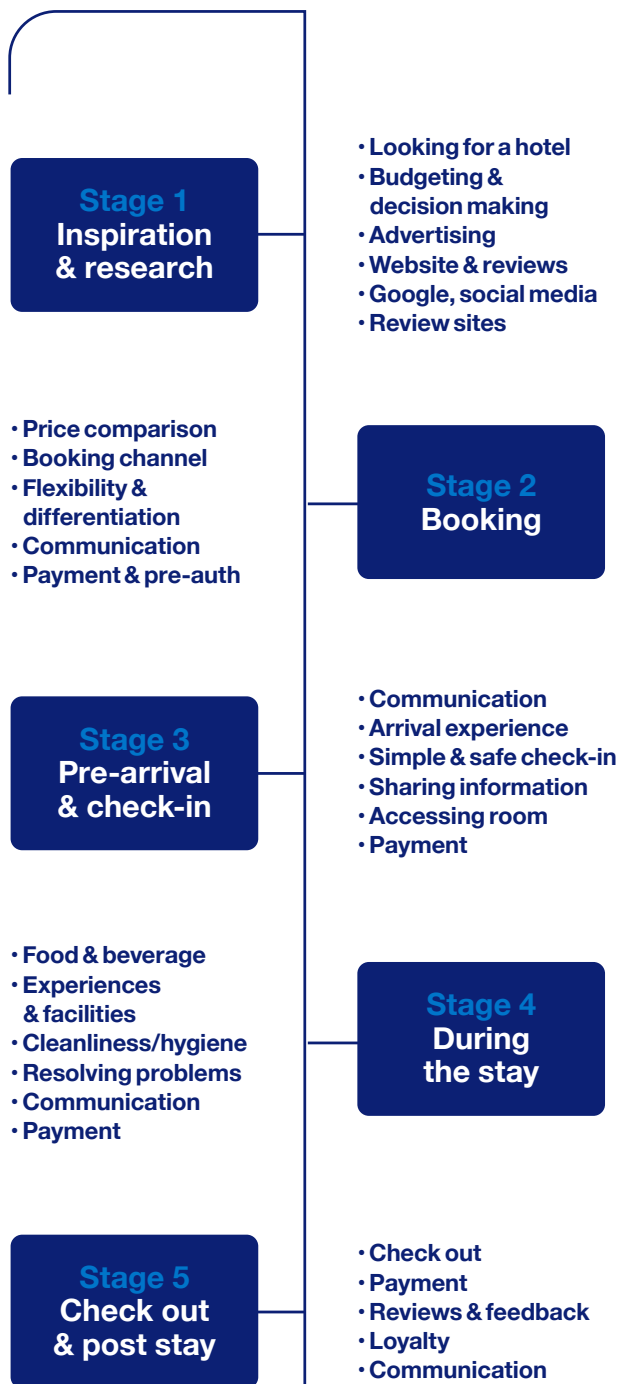 Stage 1
Inspiration
& research
• Looking for a hotel
• Budgeting &
decision making
• Advertising
• Website & reviews
• Google, social media
• Review sites
• Price comparison
• Booking channel
• Flexibility &
differentiation
• Communication
• Payment & pre-auth
Stage 2
Booking
Stage 3
Pre-arrival
& check-in
• Communication
• Arrival experience
• Simple & safe check-in
• Sharing information
• Accessing room
• Payment
• Food & beverage
• Experiences
& facilities
• Cleanliness/hygiene
• Resolving problems
• Communication
• Payment
Stage 4
During
the stay
Stage 5
Check out
& post stay
• Check out
• Payment
• Reviews & feedback
• Loyalty
• Communication